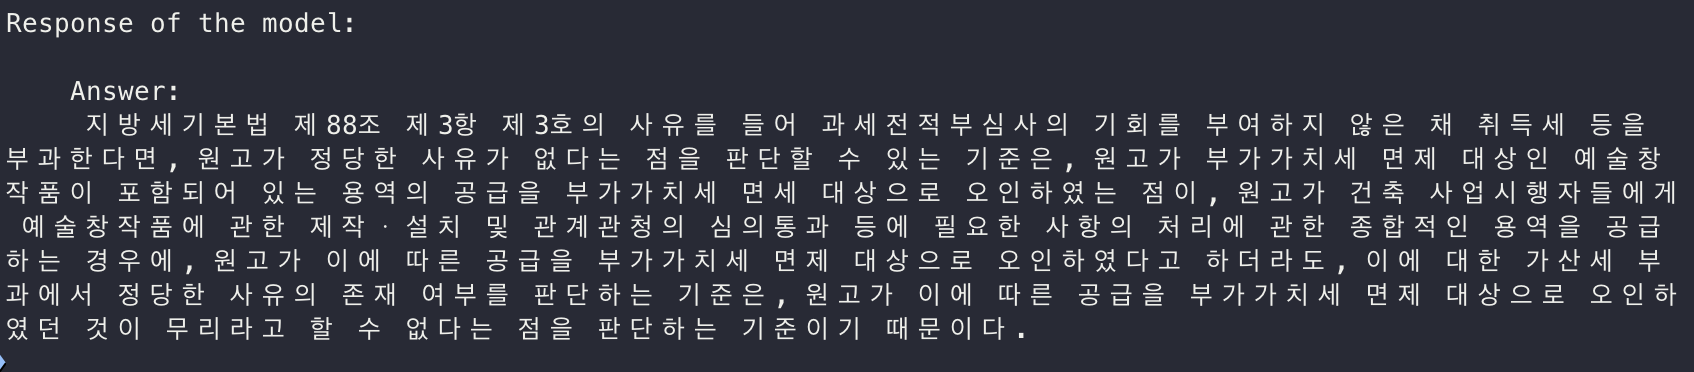 Response of the model:
Answer:
지방세기본법 제88조 제3항 제3호의 사유를 들어 과세전적부심사의 기회를 부여하지 않은 채 취득세 등을
부과한다면, 원고가 정당한 사유가 없다는 점을 판단할 수 있는 기준은, 원고가 부가가치세 면제 대상인 예술창
작품이 포함되어 있는 용역의 공급을 부가가치세 면세 대상으로 오인하였는 점이, 원고가 건축 사업시행자들에게
예술창작품에 관한 제작·설치 및 관계관청의 심의통과 등에 필요한 사항의 처리에 관한 종합적인 용역을 공급
하는 경우에, 원고가 이에 따른 공급을 부가가치세 면제 대상으로 오인하였다고 하더라도, 이에 대한 가산세 부
과에서 정당한 사유의 존재 여부를 판단하는 기준은, 원고가 이에 따른 공급을 부가가치세 면제 대상으로 오인하
였던 것이 무리라고 할 수 없다는 점을 판단하는 기준이기 때문이다.